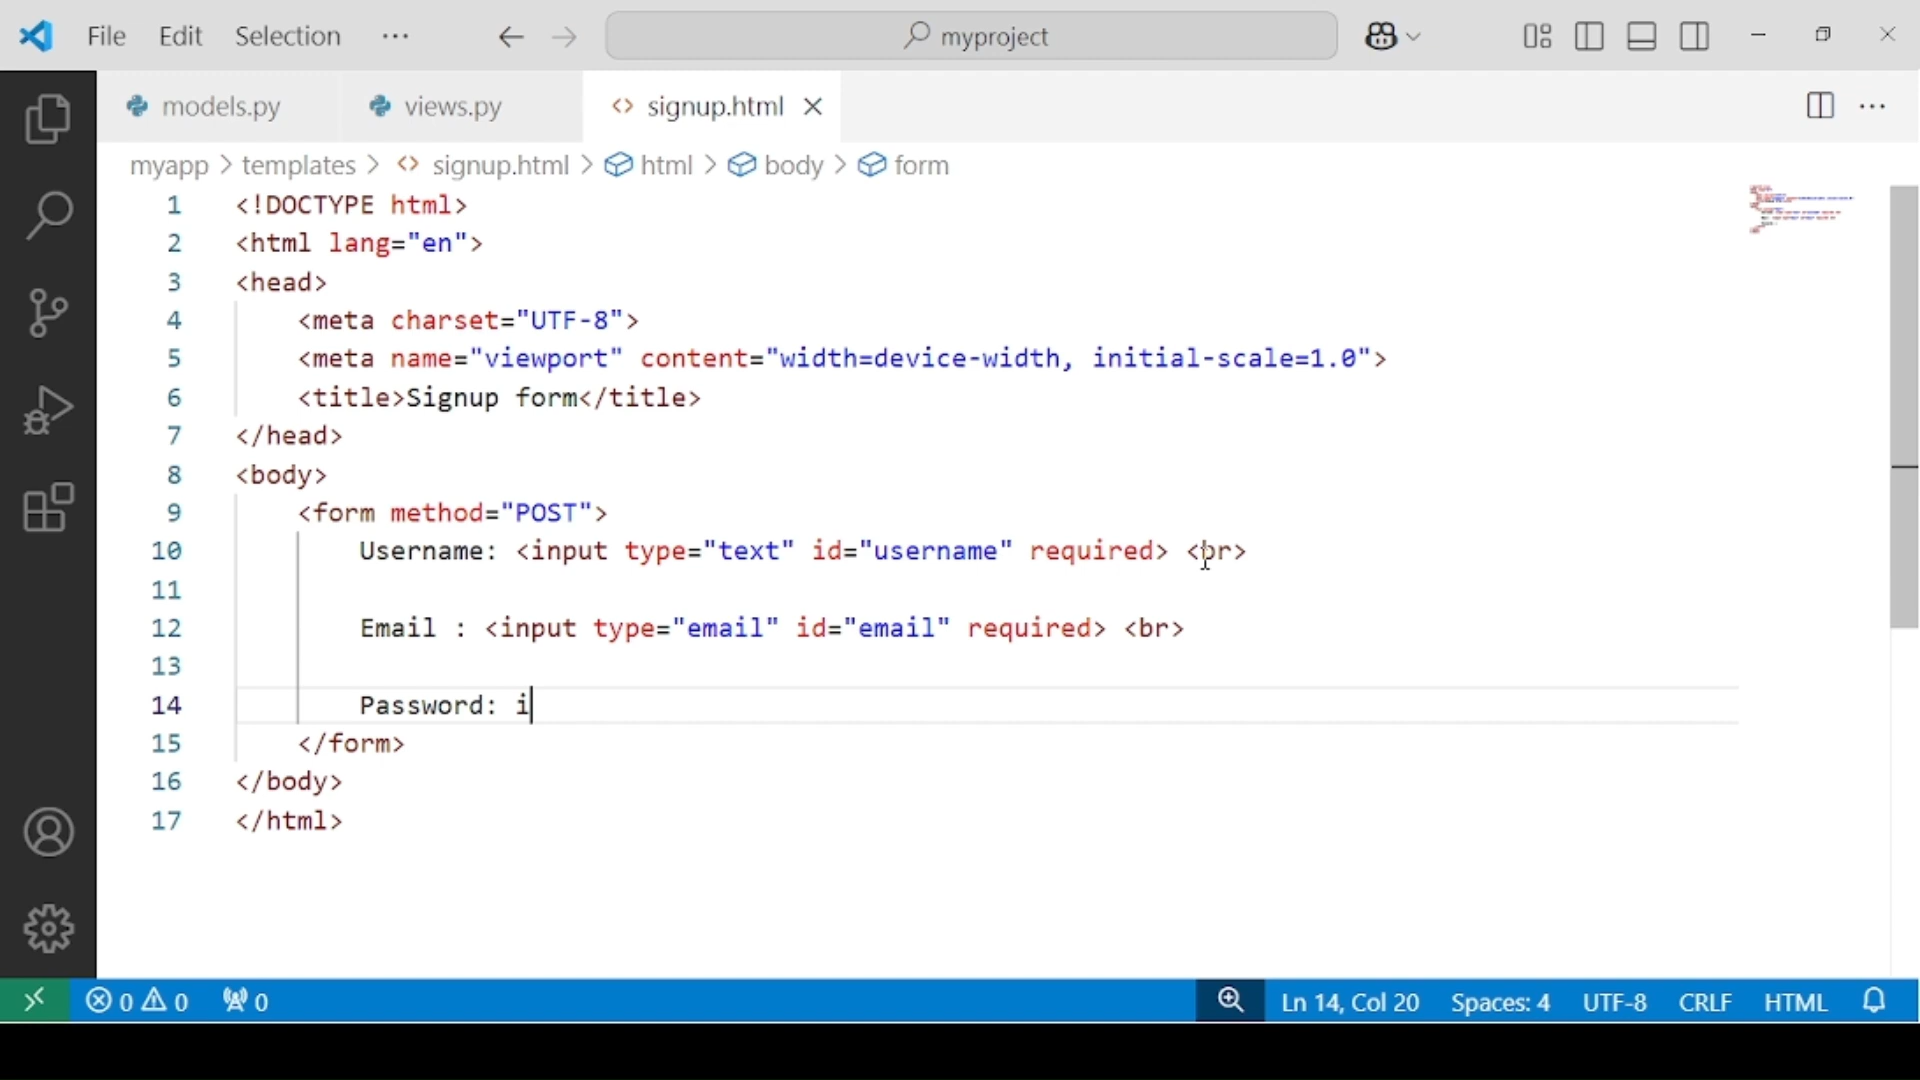 File Edit Selection ··· myproject
models.py views.py signup.html
myapp > templates > signup.html > html > body > form
1 <!DOCTYPE html>
2 <html lang="en">
3 <head>
4 <meta charset="UTF-8">
5 <meta name="viewport" content="width=device-width, initial-scale=1.0">
6 <title>Signup form</title>
7 </head>
8 <body>
9 <form method="POST">
10 Username: <input type="text" id="username" required> <br>
11
12 Email : <input type="email" id="email" required> <br>
13
14 Password: i
15 </form>
16 </body>
17 </html>
0 0 0 Ln 14, Col 20 Spaces: 4 UTF-8 CRLF HTML